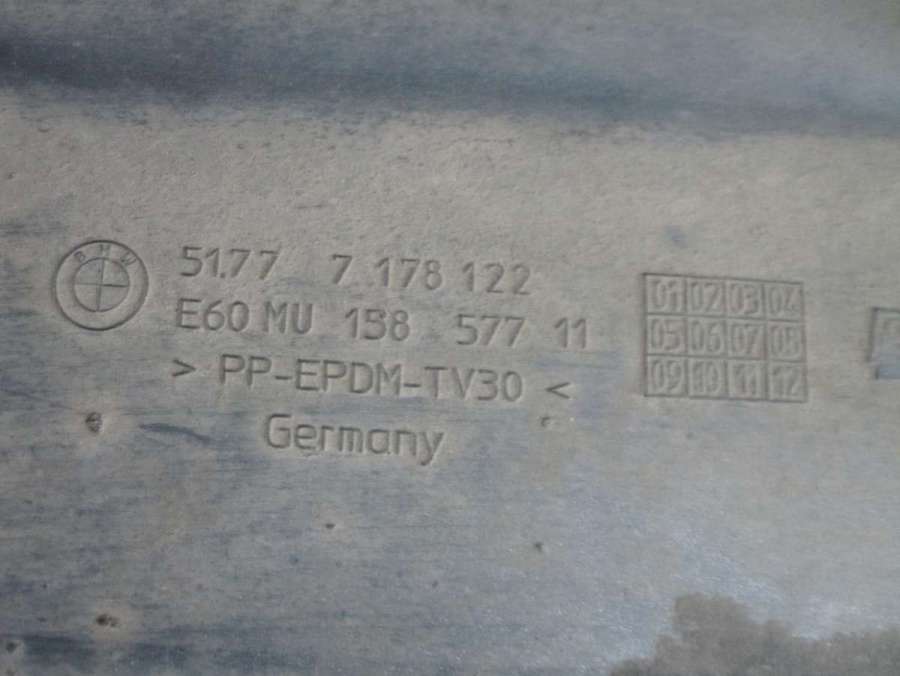 BMW
51.77 7 178 122
E60 MU 158 577 11
> PP-EPDM-TV30 <
Germany
01 02 03 04
05 06 07 08
09 10 11 12